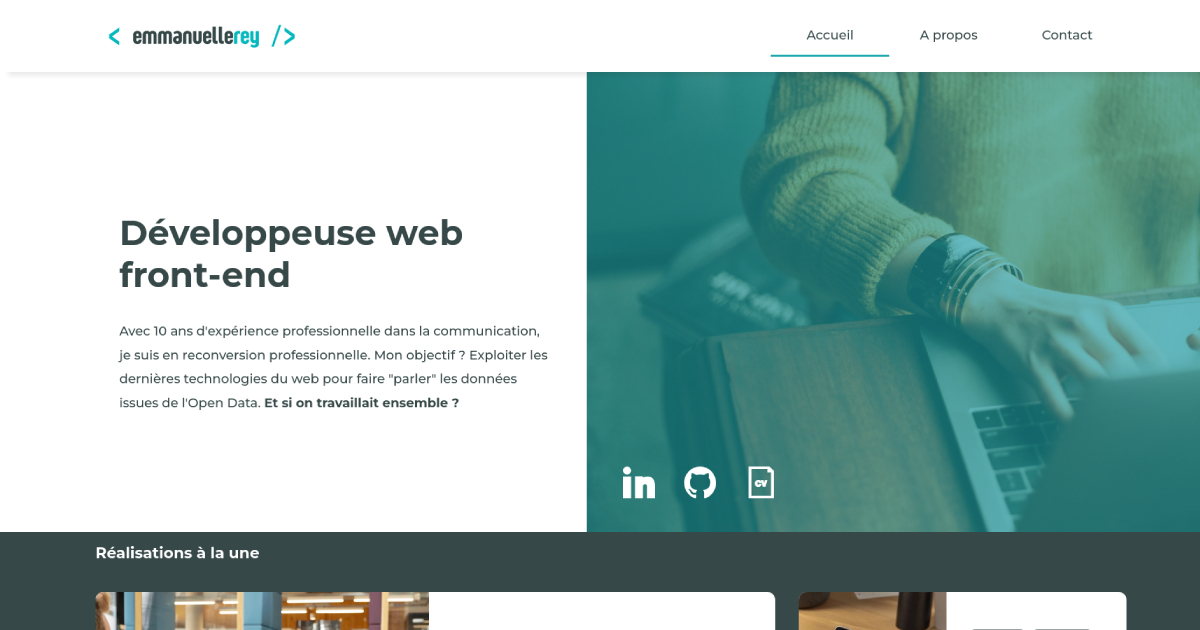 < emmanuellerey />
Accueil
A propos
Contact
Développeuse web
front-end
Avec 10 ans d'expérience professionnelle dans la communication,
je suis en reconversion professionnelle. Mon objectif ? Exploiter les
dernières technologies du web pour faire "parler" les données
issues de l'Open Data. Et si on travaillait ensemble ?
in
CV
Réalisations à la une